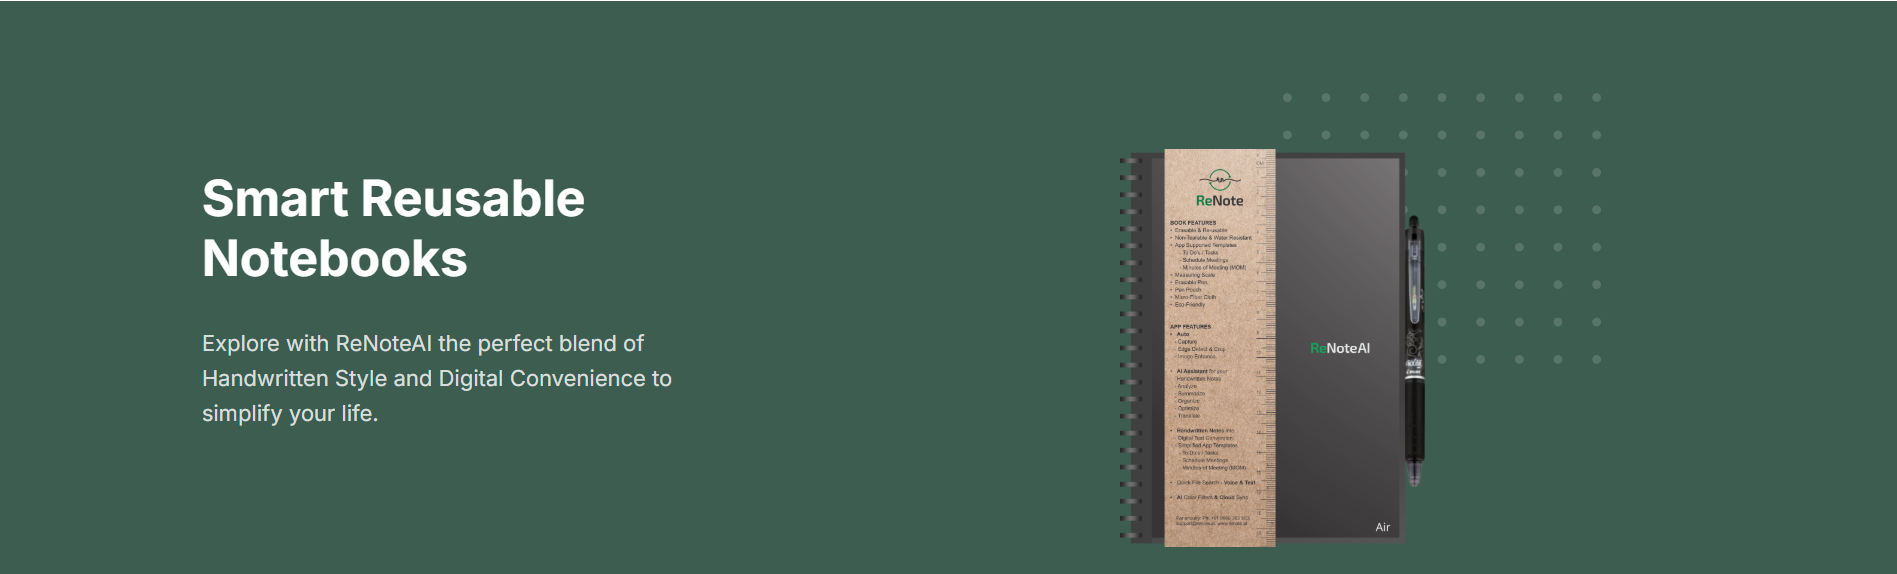 Smart Reusable
Notebooks
Explore with ReNoteAI the perfect blend of
Handwritten Style and Digital Convenience to
simplify your life.
ReNote
BOOK FEATURES
• Erasable & Re-usable
• Non-Tearable & Water Resistant
• App Supported Templates
- To Do's / Tasks
- Schedule Meetings
- Minutes of Meeting (MOM)
• Measuring Scale
• Erasable Pen
• Pen Pouch
• Micro-Fiber Cloth
• Eco-Friendly
APP FEATURES
• Auto
- Capture
- Edge Detect & Crop
- Image Enhance
• AI Assistant for your
Handwritten Notes
- Analyze
- Summarize
- Organize
- Optimize
- Translate
• Handwritten Notes into
- Digital Text Conversion
- Simplified App Templates
- To Do's / Tasks
- Schedule Meetings
- Minutes of Meeting (MOM)
• Quick File Search - Voice & Text
• AI Color Filters & Cloud Sync
ReNoteAI
Air